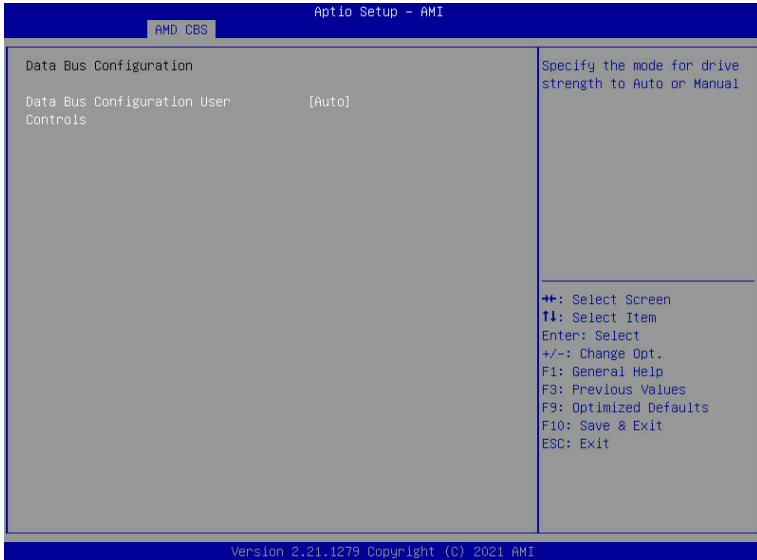 Aptio Setup – AMI
AMD CBS
Data Bus Configuration
Data Bus Configuration User [Auto]
Controls
Specify the mode for drive
strength to Auto or Manual
→←: Select Screen
↑↓: Select Item
Enter: Select
+/-: Change Opt.
F1: General Help
F3: Previous Values
F9: Optimized Defaults
F10: Save & Exit
ESC: Exit
Version 2.21.1279 Copyright (C) 2021 AMI